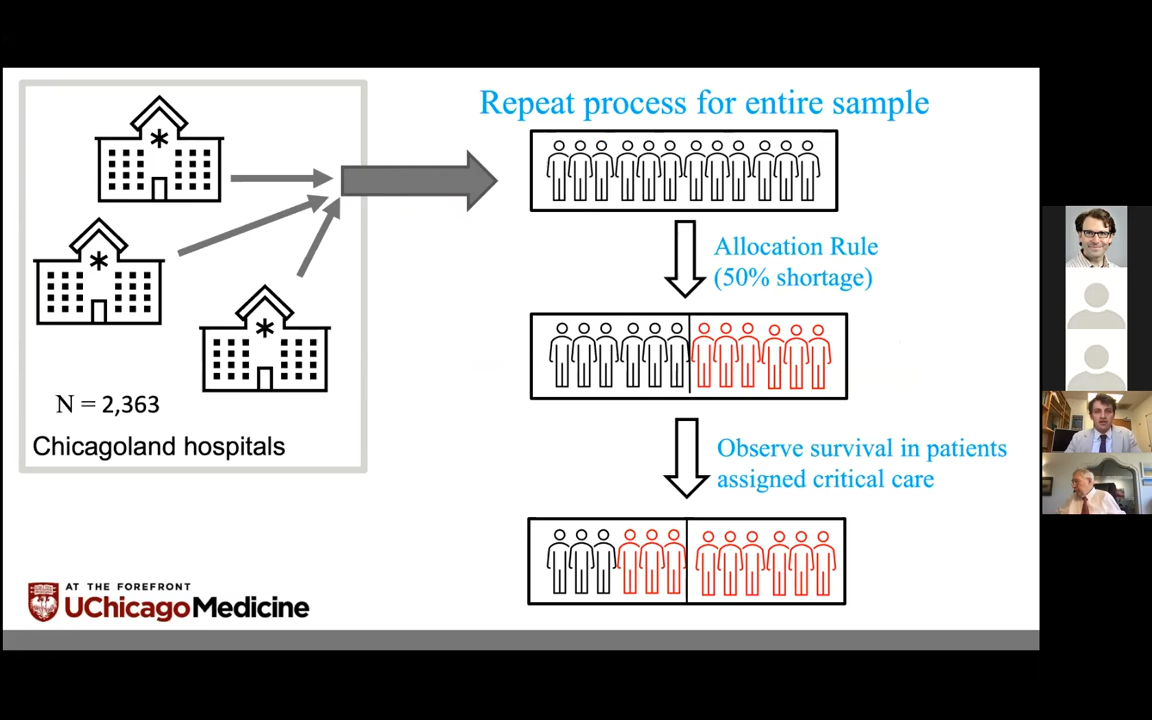 Repeat process for entire sample
Allocation Rule
(50% shortage)
N = 2,363
Chicagoland hospitals
Observe survival in patients
assigned critical care
AT THE FOREFRONT
UChicagoMedicine